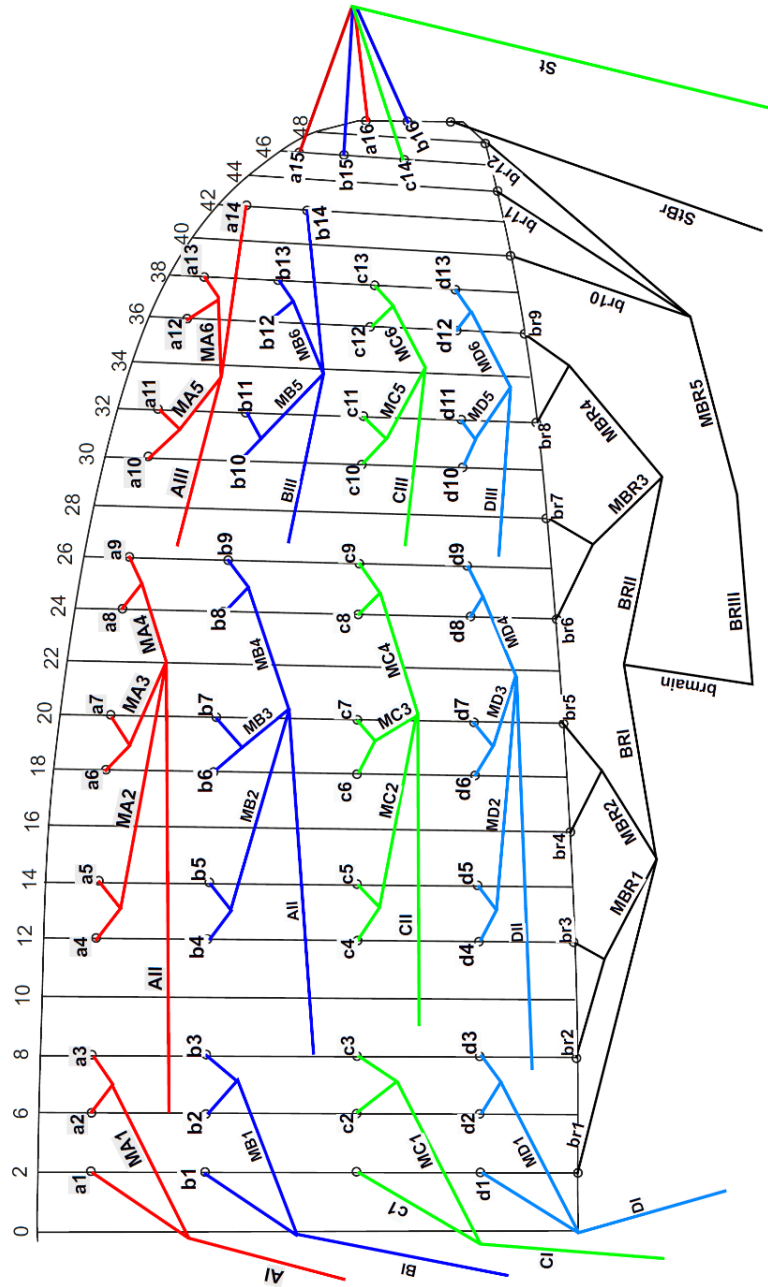 0
2
6
8
10
12
14
16
18
20
22
24
26
28
30
32
34
36
38
40
42
44
46
48
a1
a2
a3
a4
a5
a6
a7
a8
a9
a10
a11
a12
a13
a14
a15
a16
MA1
MA2
MA3
MA4
MA5
MA6
AI
AII
AIII
b1
b2
b3
b4
b5
b6
b7
b8
b9
b10
b11
b12
b13
b14
b15
b16
MB1
MB2
MB3
MB4
MB5
MB6
BI
AII
BIII
c1
c2
c3
c4
c5
c6
c7
c8
c9
c10
c11
c12
c13
c14
MC1
MC2
MC3
MC4
MC5
MC6
CI
CII
CIII
d1
d2
d3
d4
d5
d6
d7
d8
d9
d10
d11
d12
d13
MD1
MD2
MD3
MD4
MD5
MD6
DI
DII
DIII
br1
br2
br3
br4
br5
br6
br7
br8
br9
br10
br11
br12
MBR1
MBR2
MBR3
MBR4
MBR5
BRI
BRII
BRIII
brmain
StBr
St